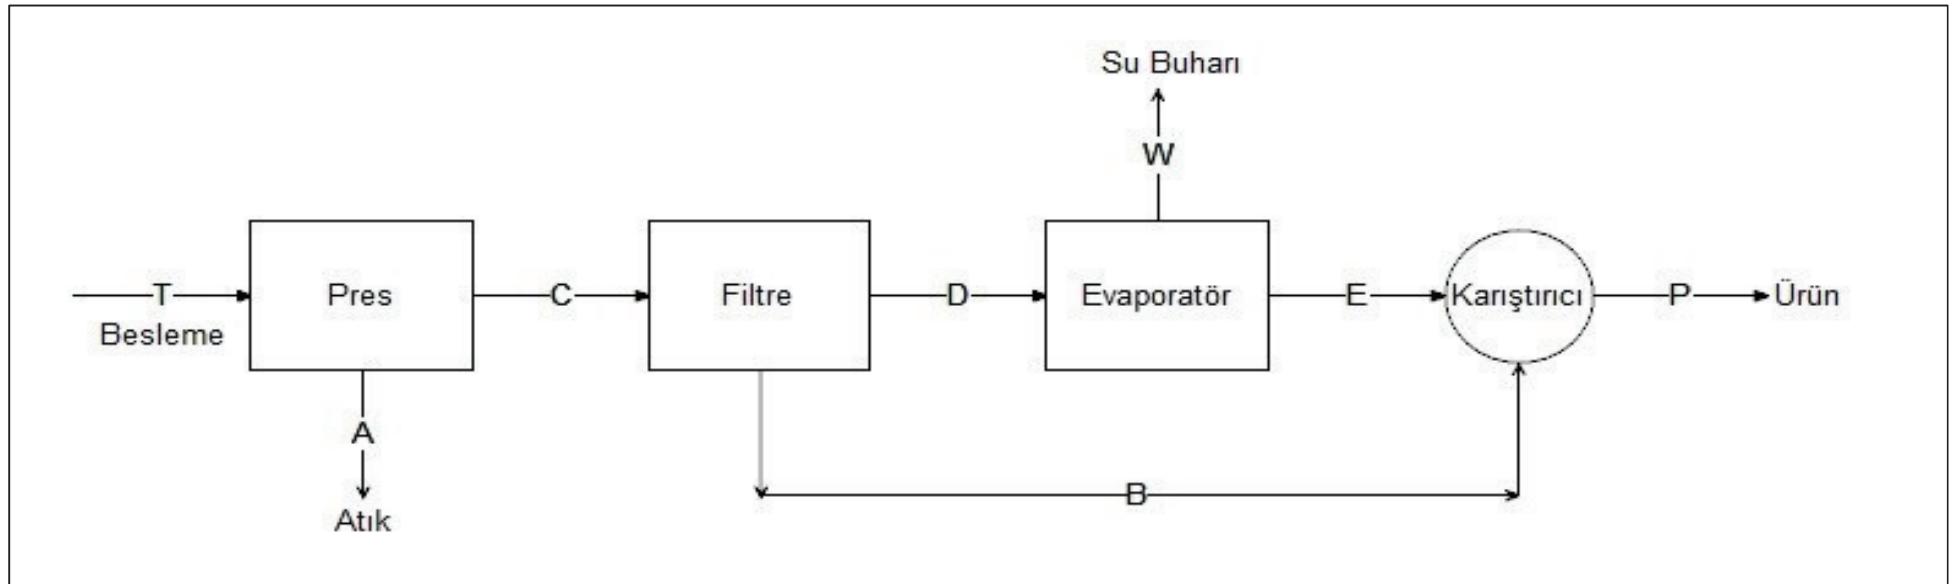 Su Buharı
W
T
Pres
C
Filtre
D
Evaporatör
E
Karıştırıcı
P
Ürün
Besleme
A
B
Atık